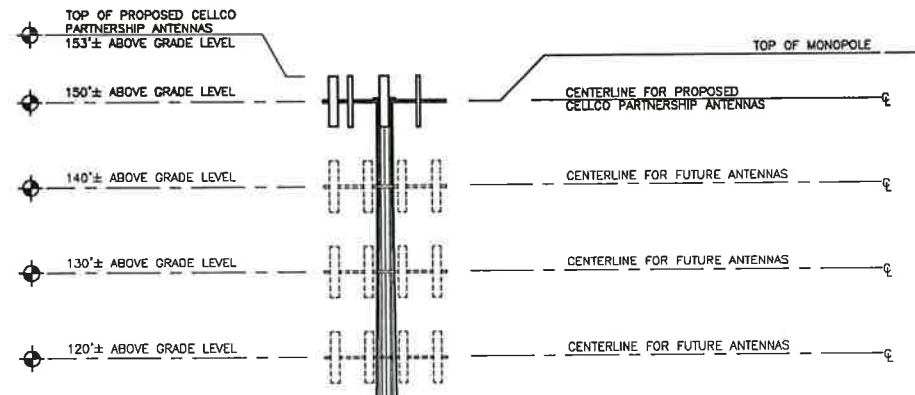 TOP OF PROPOSED CELLCO
PARTNERSHIP ANTENNAS
153'± ABOVE GRADE LEVEL
TOP OF MONOPOLE
150'± ABOVE GRADE LEVEL
CENTERLINE FOR PROPOSED
CELLCO PARTNERSHIP ANTENNAS
140'± ABOVE GRADE LEVEL
CENTERLINE FOR FUTURE ANTENNAS
130'± ABOVE GRADE LEVEL
CENTERLINE FOR FUTURE ANTENNAS
120'± ABOVE GRADE LEVEL
CENTERLINE FOR FUTURE ANTENNAS